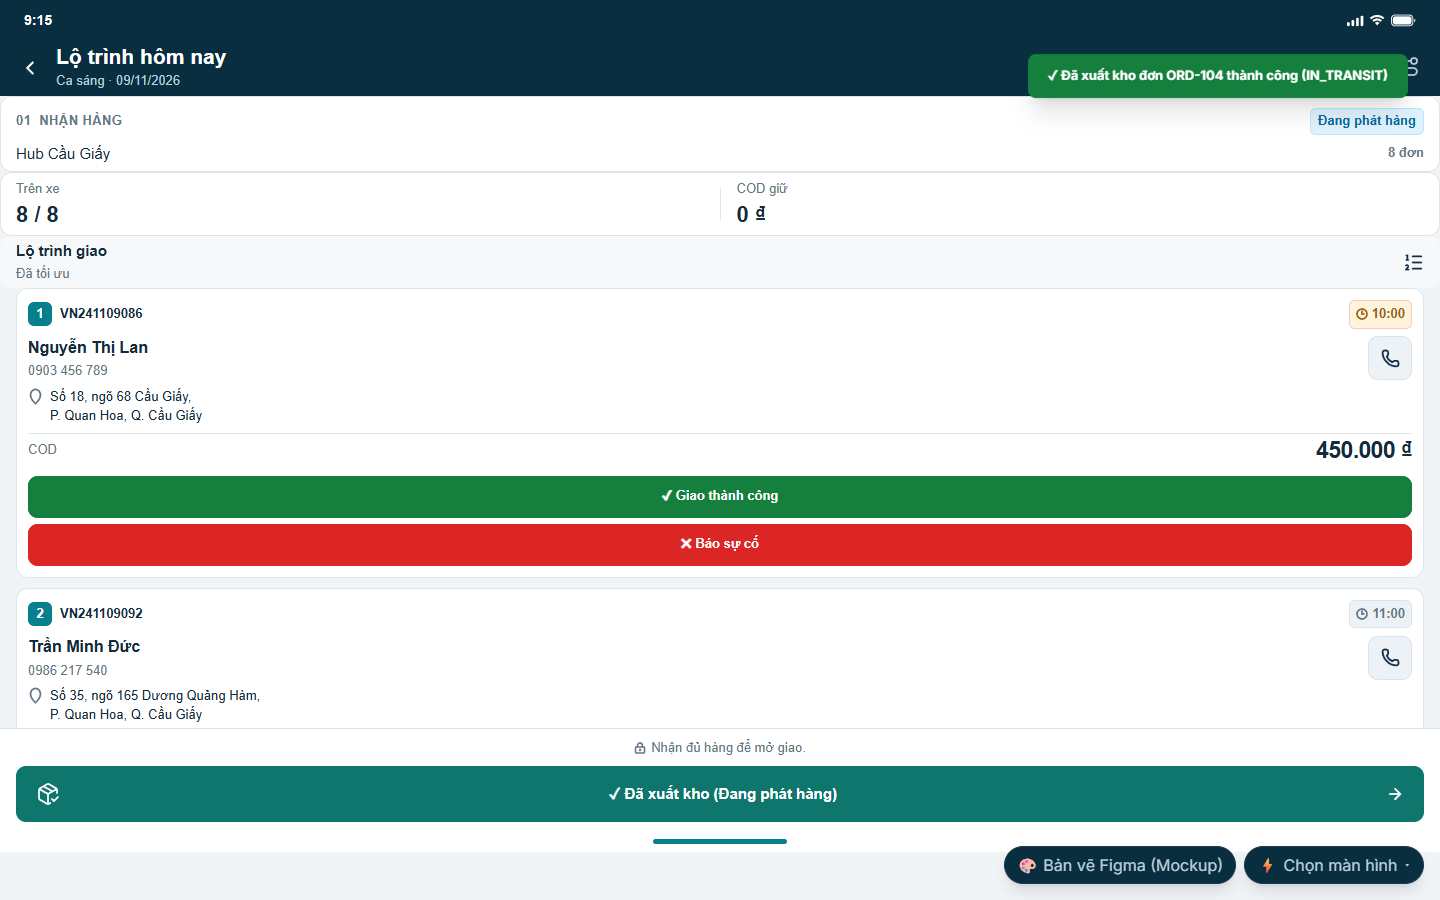 9:15
Lộ trình hôm nay
Ca sáng · 09/11/2026
✓ Đã xuất kho đơn ORD-104 thành công (IN_TRANSIT)
01 NHẬN HÀNG
Đang phát hàng
Hub Cầu Giấy
8 đơn
Trên xe
8 / 8
COD giữ
0 đ
Lộ trình giao
Đã tối ưu
1 VN241109086
10:00
Nguyễn Thị Lan
0903 456 789
Số 18, ngõ 68 Cầu Giấy,
P. Quan Hoa, Q. Cầu Giấy
COD
450.000 đ
✓ Giao thành công
✕ Báo sự cố
2 VN241109092
11:00
Trần Minh Đức
0986 217 540
Số 35, ngõ 165 Dương Quảng Hàm,
P. Quan Hoa, Q. Cầu Giấy
Nhận đủ hàng để mở giao.
✓ Đã xuất kho (Đang phát hàng)
Bản vẽ Figma (Mockup)
Chọn màn hình